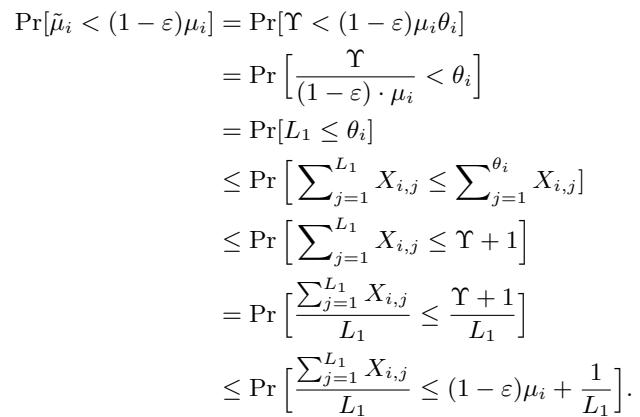 Pr[μ̃_i < (1 − ε)μ_i] = Pr[ϒ < (1 − ε)μ_iθ_i]
= Pr [ ϒ / ((1 − ε) · μ_i) < θ_i ]
= Pr[L_1 ≤ θ_i]
≤ Pr [ ∑_{j=1}^{L_1} X_{i,j} ≤ ∑_{j=1}^{θ_i} X_{i,j} ]
≤ Pr [ ∑_{j=1}^{L_1} X_{i,j} ≤ ϒ + 1 ]
= Pr [ (∑_{j=1}^{L_1} X_{i,j}) / L_1 ≤ (ϒ + 1) / L_1 ]
≤ Pr [ (∑_{j=1}^{L_1} X_{i,j}) / L_1 ≤ (1 − ε)μ_i + 1 / L_1 ].